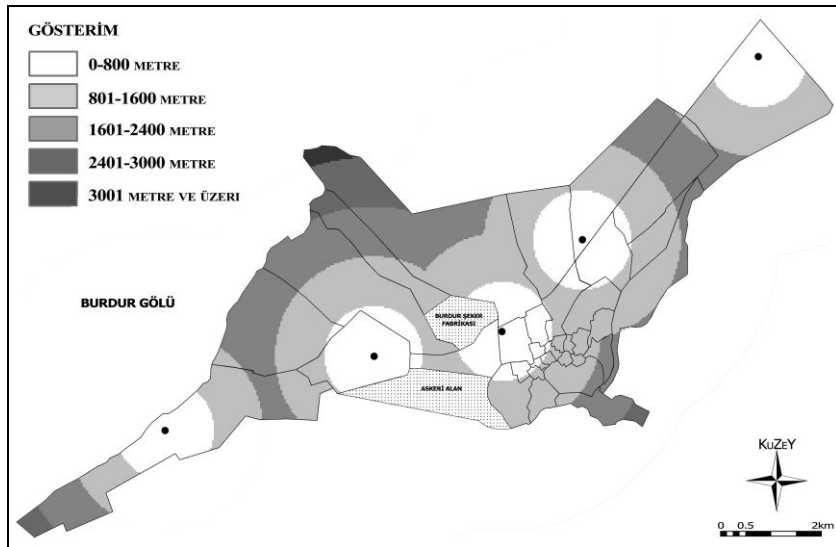 GÖSTERİM
0-800 METRE
801-1600 METRE
1601-2400 METRE
2401-3000 METRE
3001 METRE VE ÜZERI
BURDUR GÖLÜ
BURDUR ŞEKER
FABRİKASI
ASKERİ ALAN
KuZeY
0 0.5 2km